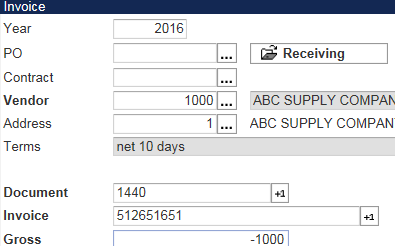 Invoice
Year 2016
PO ... Receiving
Contract ...
Vendor 1000 ... ABC SUPPLY COMPAN
Address 1 ... ABC SUPPLY COMPAN
Terms net 10 days
Document 1440 +1
Invoice 512651651 +1
Gross -1000